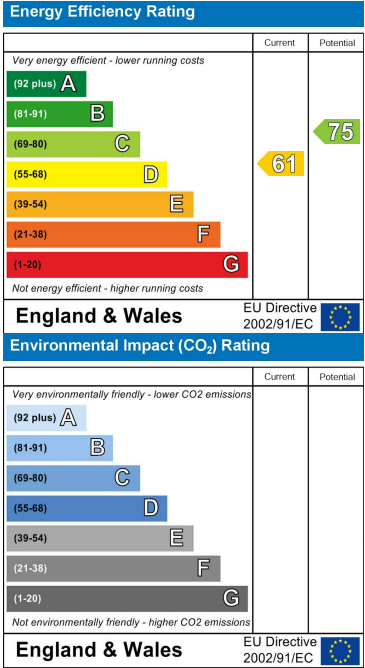 Energy Efficiency Rating
Current Potential
Very energy efficient - lower running costs
(92 plus) A
(81-91) B
(69-80) C
75
(55-68) D
61
(39-54) E
(21-38) F
(1-20) G
Not energy efficient - higher running costs
England & Wales
EU Directive
2002/91/EC
Environmental Impact (CO₂) Rating
Current Potential
Very environmentally friendly - lower CO2 emissions
(92 plus) A
(81-91) B
(69-80) C
(55-68) D
(39-54) E
(21-38) F
(1-20) G
Not environmentally friendly - higher CO2 emissions
England & Wales
EU Directive
2002/91/EC